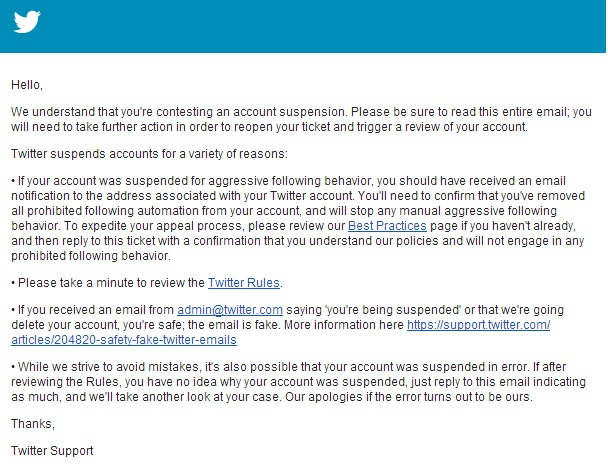 Hello,
We understand that you're contesting an account suspension. Please be sure to read this entire email; you
will need to take further action in order to reopen your ticket and trigger a review of your account.
Twitter suspends accounts for a variety of reasons:
• If your account was suspended for aggressive following behavior, you should have received an email
notification to the address associated with your Twitter account. You'll need to confirm that you've removed
all prohibited following automation from your account, and will stop any manual aggressive following
behavior. To expedite your appeal process, please review our Best Practices page if you haven't already,
and then reply to this ticket with a confirmation that you understand our policies and will not engage in any
prohibited following behavior.
• Please take a minute to review the Twitter Rules.
• If you received an email from admin@twitter.com saying 'you're being suspended' or that we're going
delete your account, you're safe; the email is fake. More information here https://support.twitter.com/
articles/204820-safety-fake-twitter-emails
• While we strive to avoid mistakes, it's also possible that your account was suspended in error. If after
reviewing the Rules, you have no idea why your account was suspended, just reply to this email indicating
as much, and we'll take another look at your case. Our apologies if the error turns out to be ours.
Thanks,
Twitter Support